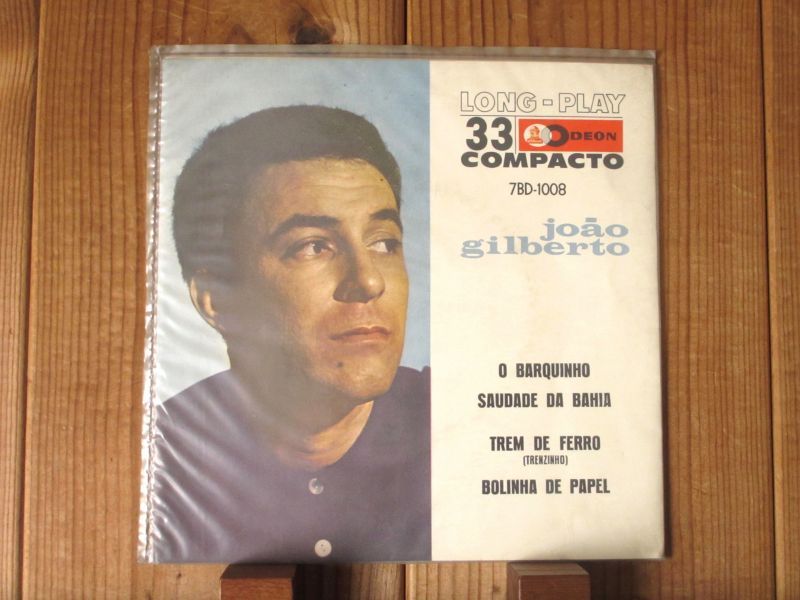 LONG-PLAY
33 ODEON
COMPACTO
7BD-1008
joão
gilberto
O BARQUINHO
SAUDADE DA BAHIA
TREM DE FERRO
(TRENZINHO)
BOLINHA DE PAPEL